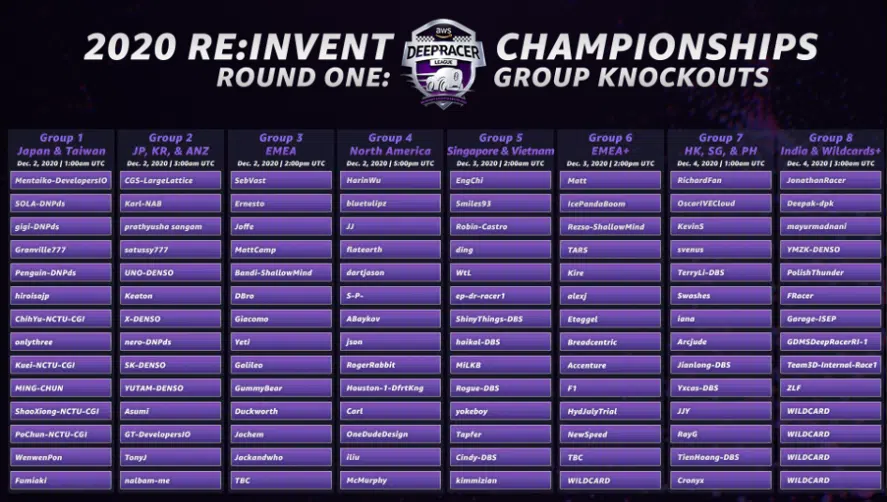 2020 RE:INVENT
aws
DEEPRACER
LEAGUE
CHAMPIONSHIPS
ROUND ONE:
GROUP KNOCKOUTS
Group 1
Japan & Taiwan
Dec. 2, 2020 | 1:00am UTC
Mentaiko-DevelopersIO
SOLA-DNPds
gigi-DNPds
Granville777
Penguin-DNPds
hiroisojp
ChihYu-NCTU-CGI
onlythree
Kuei-NCTU-CGI
MING-CHUN
ShaoXiong-NCTU-CGI
PoChun-NCTU-CGI
WenwenPon
Fumiaki
Group 2
JP, KR, & ANZ
Dec. 2, 2020 | 3:00am UTC
CGS-LargeLattice
Karl-NAB
prathyusha sangam
satussy777
UNO-DENSO
Keaton
X-DENSO
nero-DNPds
SK-DENSO
YUTAM-DENSO
Asumi
GT-DevelopersIO
TonyJ
nalbam-me
Group 3
EMEA
Dec. 2, 2020 | 2:00pm UTC
SebVast
Ernesto
Joffe
MattCamp
Bandi-ShallowMind
DBro
Giacomo
Yeti
Galileo
GummyBear
Duckworth
Jochem
Jackandwho
TBC
Group 4
North America
Dec. 2, 2020 | 5:00pm UTC
HarinWu
bluetulipz
JJ
flatearth
dartjason
S-P-
ABaykov
json
RogerRabbit
Houston-1-DfrtKng
Carl
OneDudeDesign
iliu
McMurphy
Group 5
Singapore & Vietnam
Dec. 3, 2020 | 2:00am UTC
EngChi
Smiles93
Robin-Castro
ding
WtL
ep-dr-racer1
ShinyThings-DBS
haikal-DBS
MiLKB
Rogue-DBS
yokeboy
Tapfer
Cindy-DBS
kimmizian
Group 6
EMEA+
Dec. 3, 2020 | 2:00pm UTC
Matt
IcePandaBoom
Rezso-ShallowMind
TARS
Kire
alexj
Etaggel
Breadcentric
Accenture
F1
HydJulyTrial
NewSpeed
TBC
WILDCARD
Group 7
HK, SG, & PH
Dec. 4, 2020 | 1:00am UTC
RichardFan
OscarIVECloud
KevinS
svenus
TerryLi-DBS
Swashes
iana
Arcjude
Jianlong-DBS
Yxcas-DBS
JJY
RayG
TienHoang-DBS
Cronyx
Group 8
India & Wildcards+
Dec. 4, 2020 | 3:00am UTC
JonathonRacer
Deepak-dpk
mayurmadnani
YMZK-DENSO
PolishThunder
FRacer
Garage-ISEP
GDMSDeepRacerRI-1
Team3D-Internal-Race1
ZLF
WILDCARD
WILDCARD
WILDCARD
WILDCARD